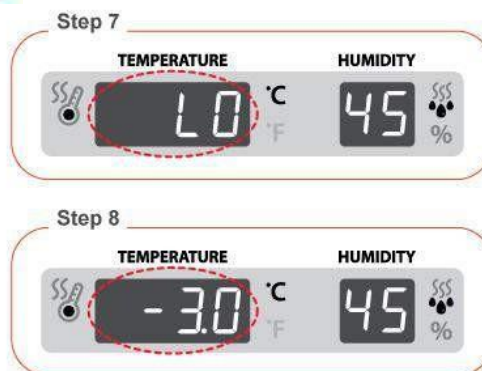 Step 7
TEMPERATURE HUMIDITY
LO °C °F 45 %
Step 8
TEMPERATURE HUMIDITY
-3.0 °C °F 45 %